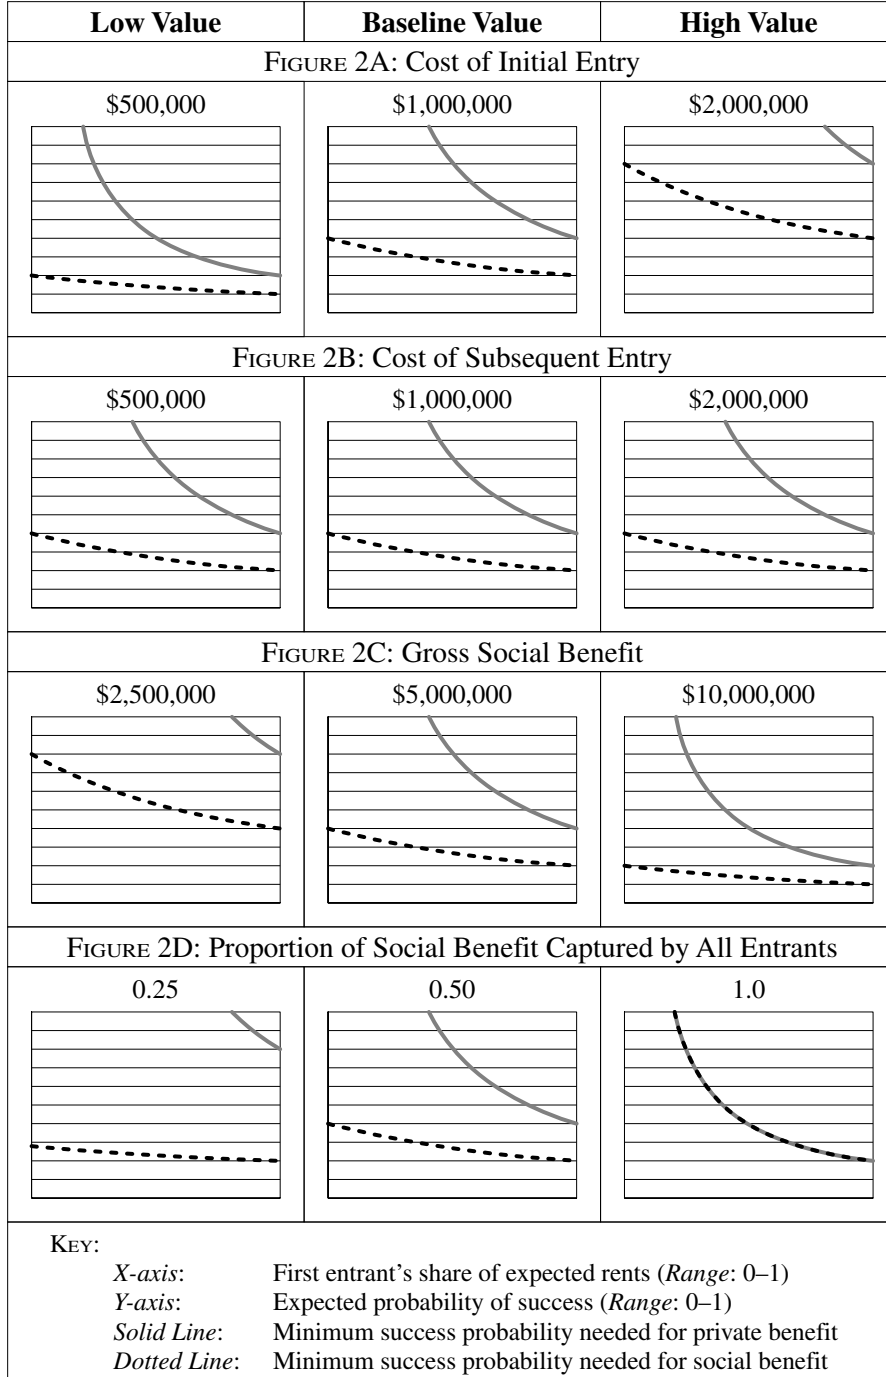 Low Value Baseline Value High Value
FIGURE 2A: Cost of Initial Entry
$500,000 $1,000,000 $2,000,000
FIGURE 2B: Cost of Subsequent Entry
$500,000 $1,000,000 $2,000,000
FIGURE 2C: Gross Social Benefit
$2,500,000 $5,000,000 $10,000,000
FIGURE 2D: Proportion of Social Benefit Captured by All Entrants
0.25 0.50 1.0
KEY:
X-axis: First entrant’s share of expected rents (Range: 0–1)
Y-axis: Expected probability of success (Range: 0–1)
Solid Line: Minimum success probability needed for private benefit
Dotted Line: Minimum success probability needed for social benefit